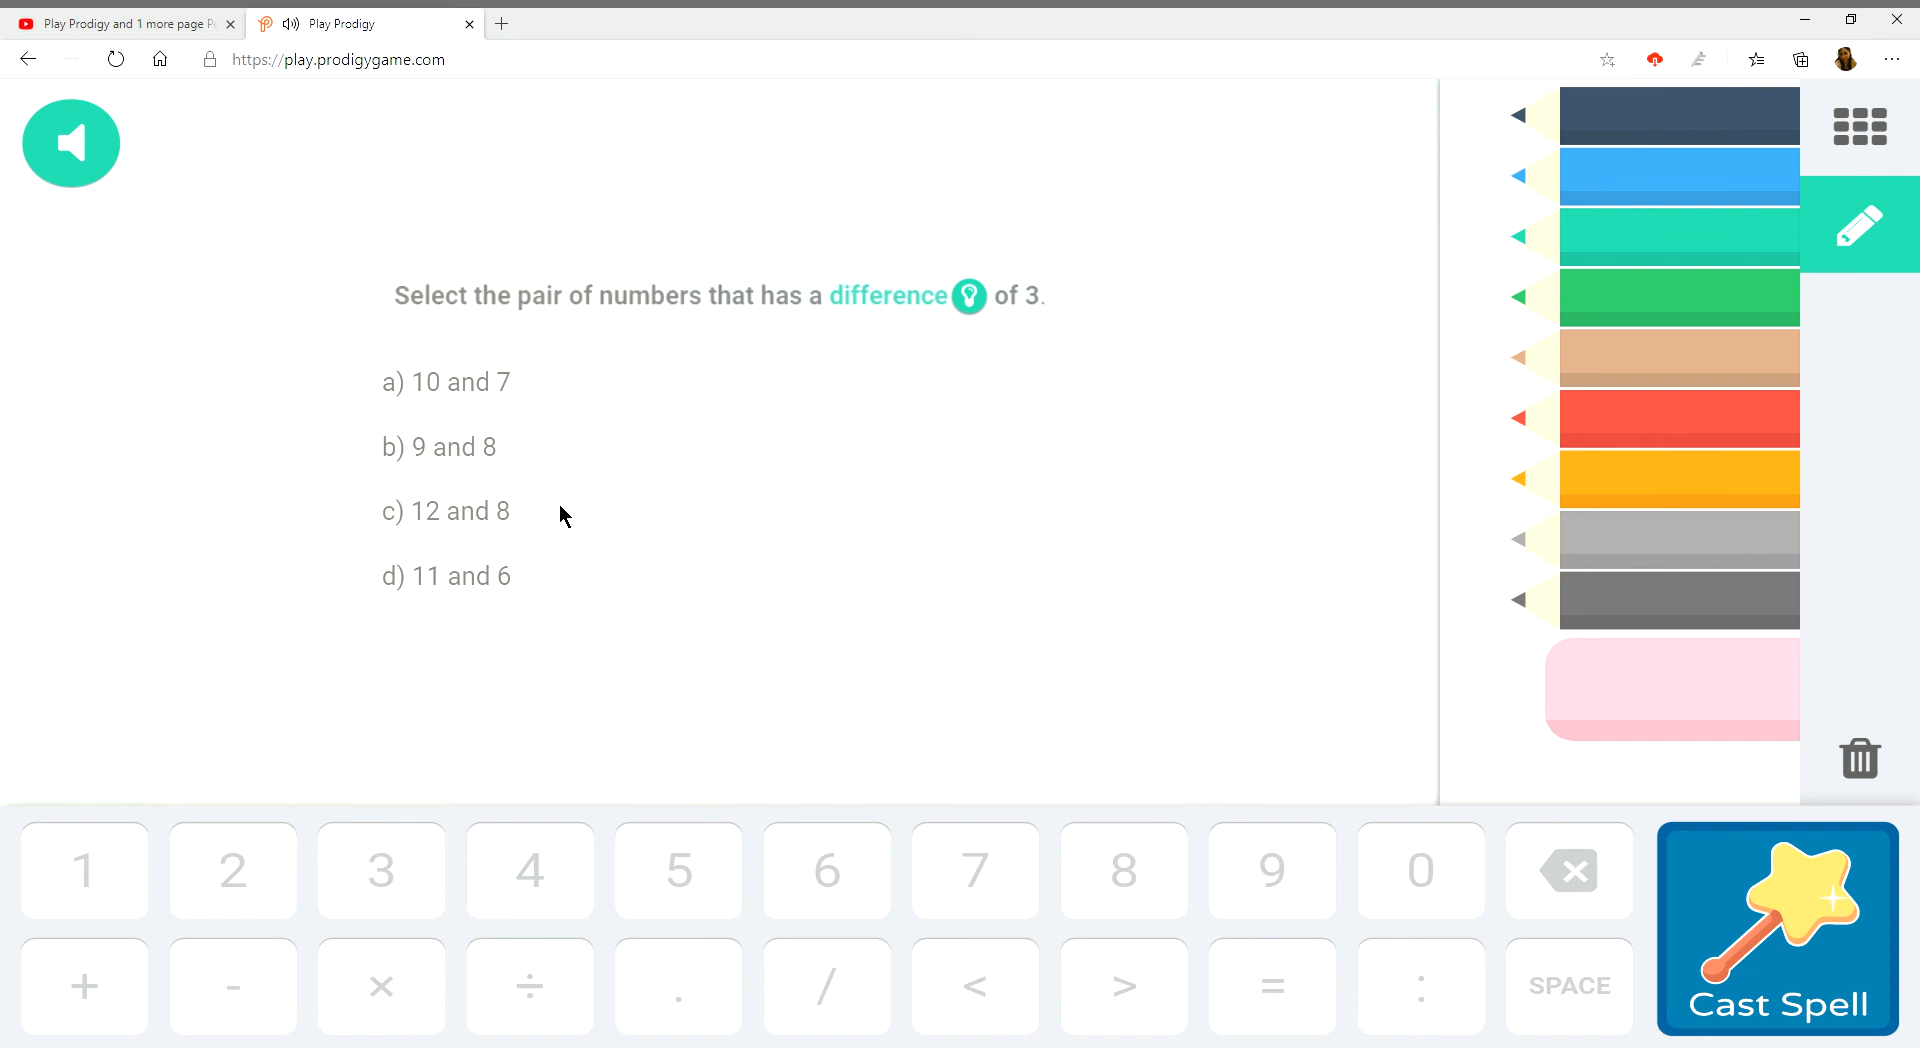 Play Prodigy and 1 more page
Play Prodigy
https://play.prodigygame.com
Select the pair of numbers that has a difference of 3.
a) 10 and 7
b) 9 and 8
c) 12 and 8
d) 11 and 6
1 2 3 4 5 6 7 8 9 0
+ - × ÷ . / < > = : SPACE
Cast Spell